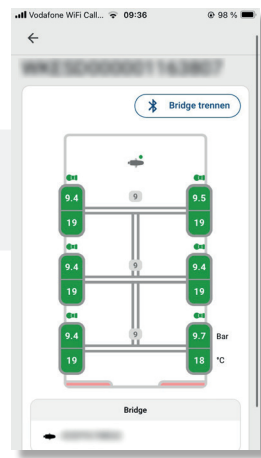 Vodafone WiFi Call... 09:36 98 %
Bridge trennen
9.4 9 9.5
19 19
9.4 9 9.4
19 19
9.4 9 9.7 Bar
19 18 °C
Bridge